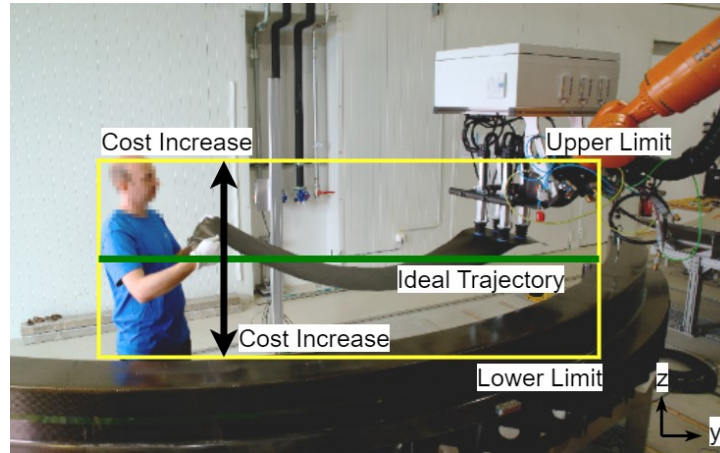 Cost Increase
Upper Limit
Ideal Trajectory
Cost Increase
Lower Limit
z
y